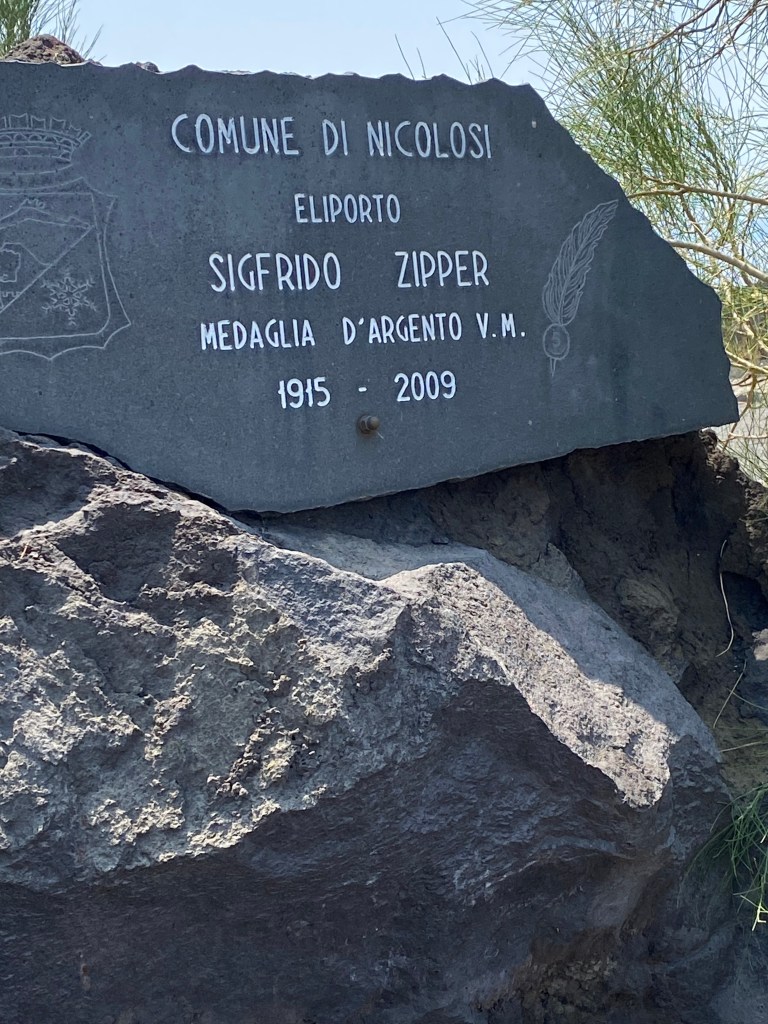 COMUNE DI NICOLOSI
ELIPORTO
SIGFRIDO ZIPPER
MEDAGLIA D'ARGENTO V.M.
1915 - 2009